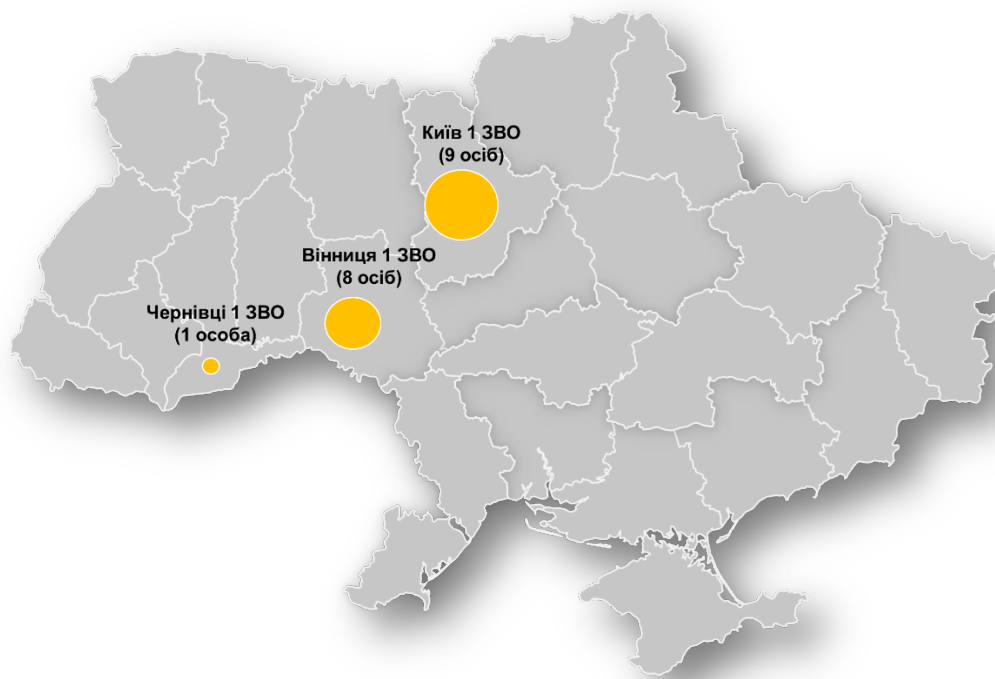 Київ 1 ЗВО
(9 осіб)
Вінниця 1 ЗВО
(8 осіб)
Чернівці 1 ЗВО
(1 особа)